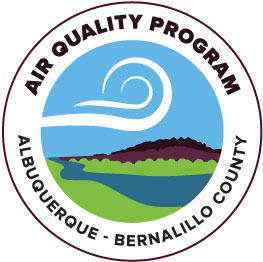 AIR QUALITY PROGRAM
ALBUQUERQUE - BERNALILLO COUNTY